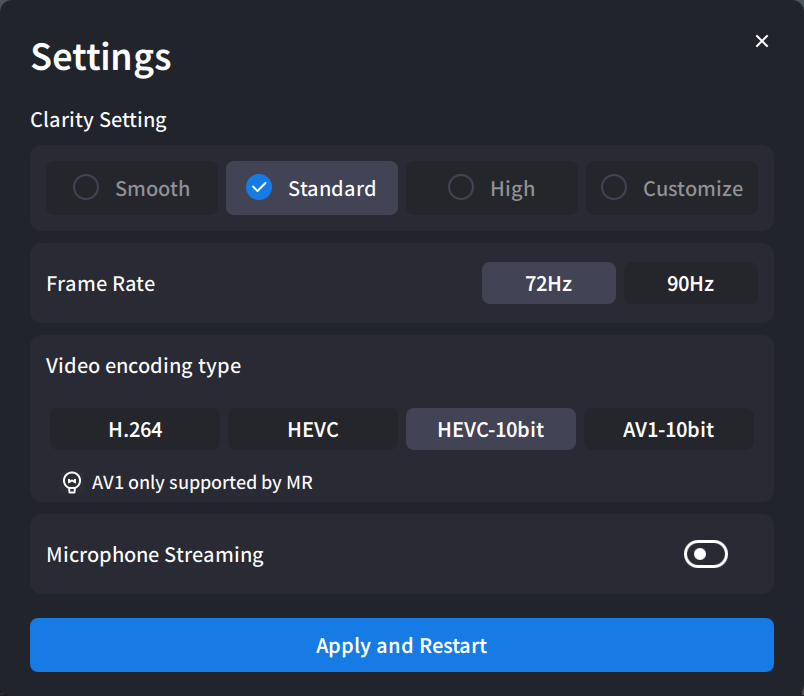 Settings
Clarity Setting
Smooth
Standard
High
Customize
Frame Rate
72Hz
90Hz
Video encoding type
H.264
HEVC
HEVC-10bit
AV1-10bit
AV1 only supported by MR
Microphone Streaming
Apply and Restart